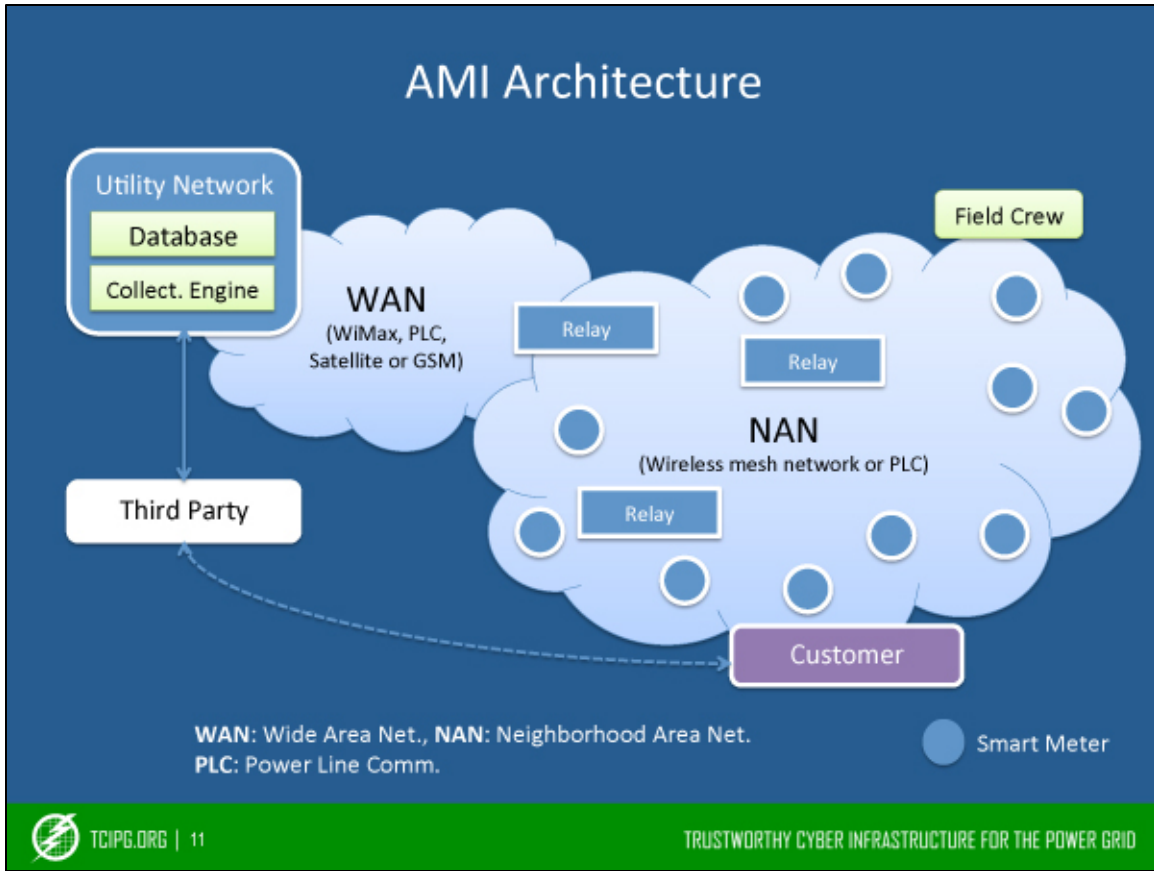 AMI Architecture
Utility Network
Database
Collect. Engine
Field Crew
WAN
(WiMax, PLC,
Satellite or GSM)
Relay
Relay
NAN
(Wireless mesh network or PLC)
Third Party
Relay
Customer
WAN: Wide Area Net., NAN: Neighborhood Area Net.
PLC: Power Line Comm.
Smart Meter
TCIPG.ORG | 11
TRUSTWORTHY CYBER INFRASTRUCTURE FOR THE POWER GRID